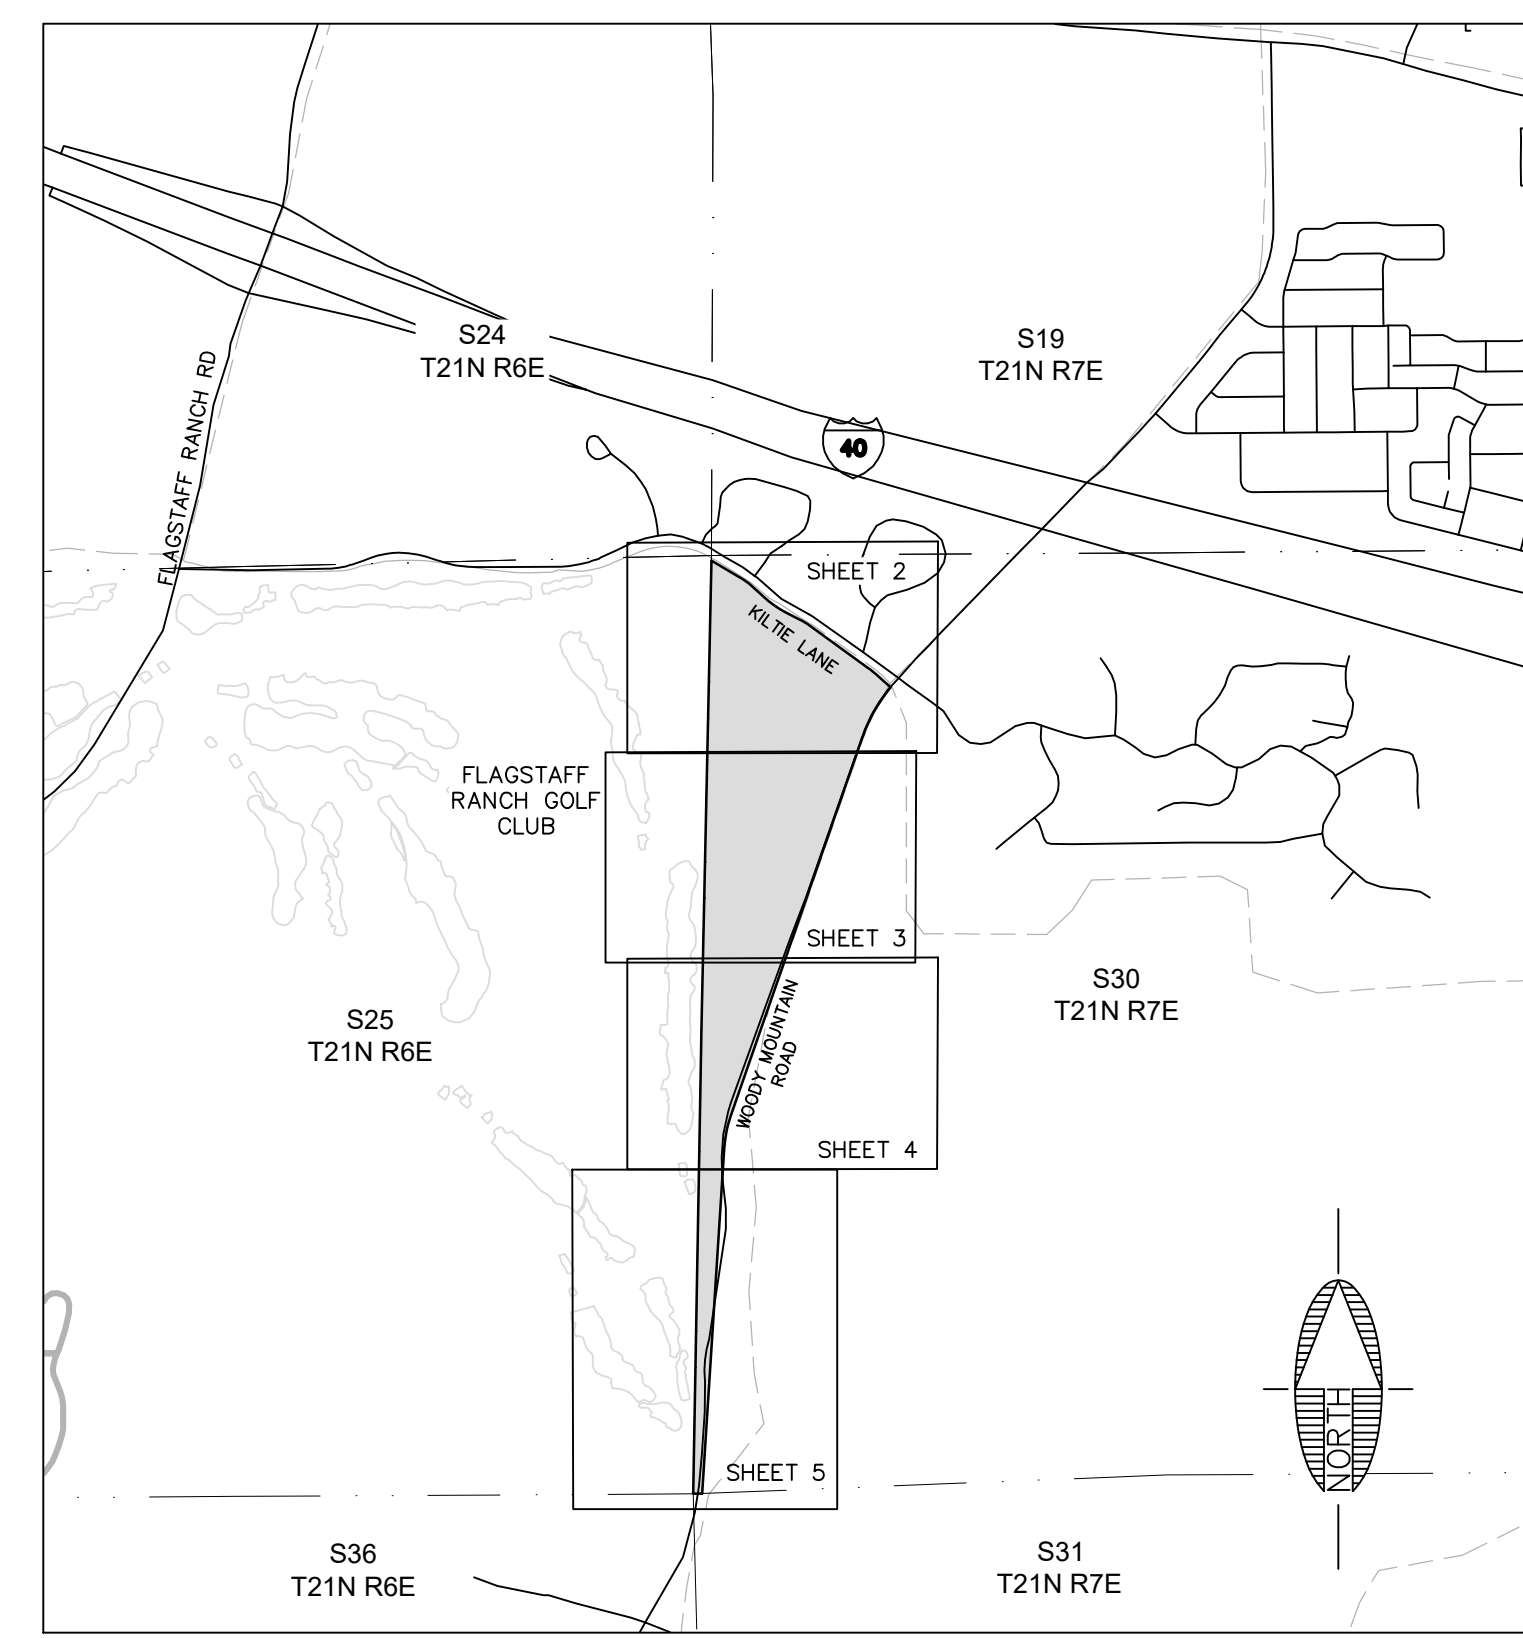 S24
T21N R6E
S19
T21N R7E
FLAGSTAFF RANCH RD
40
SHEET 2
KILTIE LANE
FLAGSTAFF
RANCH GOLF
CLUB
SHEET 3
S30
T21N R7E
S25
T21N R6E
WOODY MOUNTAIN
ROAD
SHEET 4
NORTH
SHEET 5
S36
T21N R6E
S31
T21N R7E